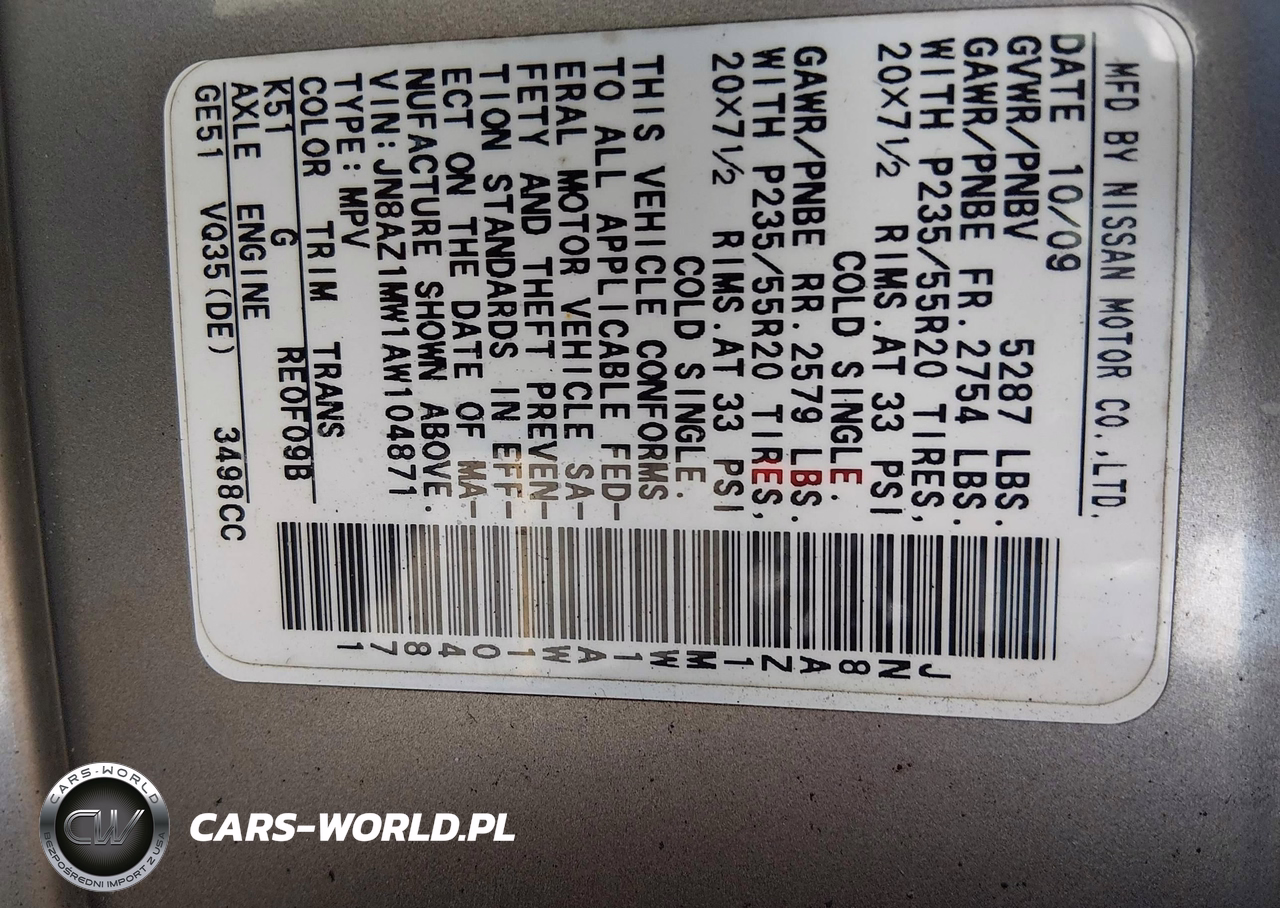 MFD BY NISSAN MOTOR CO.,LTD.
DATE 10/09
GVWR/PNBV 5287 LBS.
GAWR/PNBE FR.2754 LBS.
WITH P235/55R20 TIRES,
20×7½ RIMS.AT 33 PSI
COLD SINGLE.
GAWR/PNBE RR.2579 LBS.
WITH P235/55R20 TIRES,
20×7½ RIMS.AT 33 PSI
COLD SINGLE.
THIS VEHICLE CONFORMS
TO ALL APPLICABLE FED-
ERAL MOTOR VEHICLE SA-
FETY AND THEFT PREVEN-
TION STANDARDS IN EFF-
ECT ON THE DATE OF MA-
NUFACTURE SHOWN ABOVE.
VIN:JN8AZ1MW1AW104871
TYPE:MPV
COLOR TRIM TRANS
K51 G RE0F09B
AXLE ENGINE
GE51 VQ35(DE) 3498CC
JN8AZ1MW1AW104871
CARS-WORLD
CW
BEZPOŚREDNI IMPORT Z USA
CARS-WORLD.PL